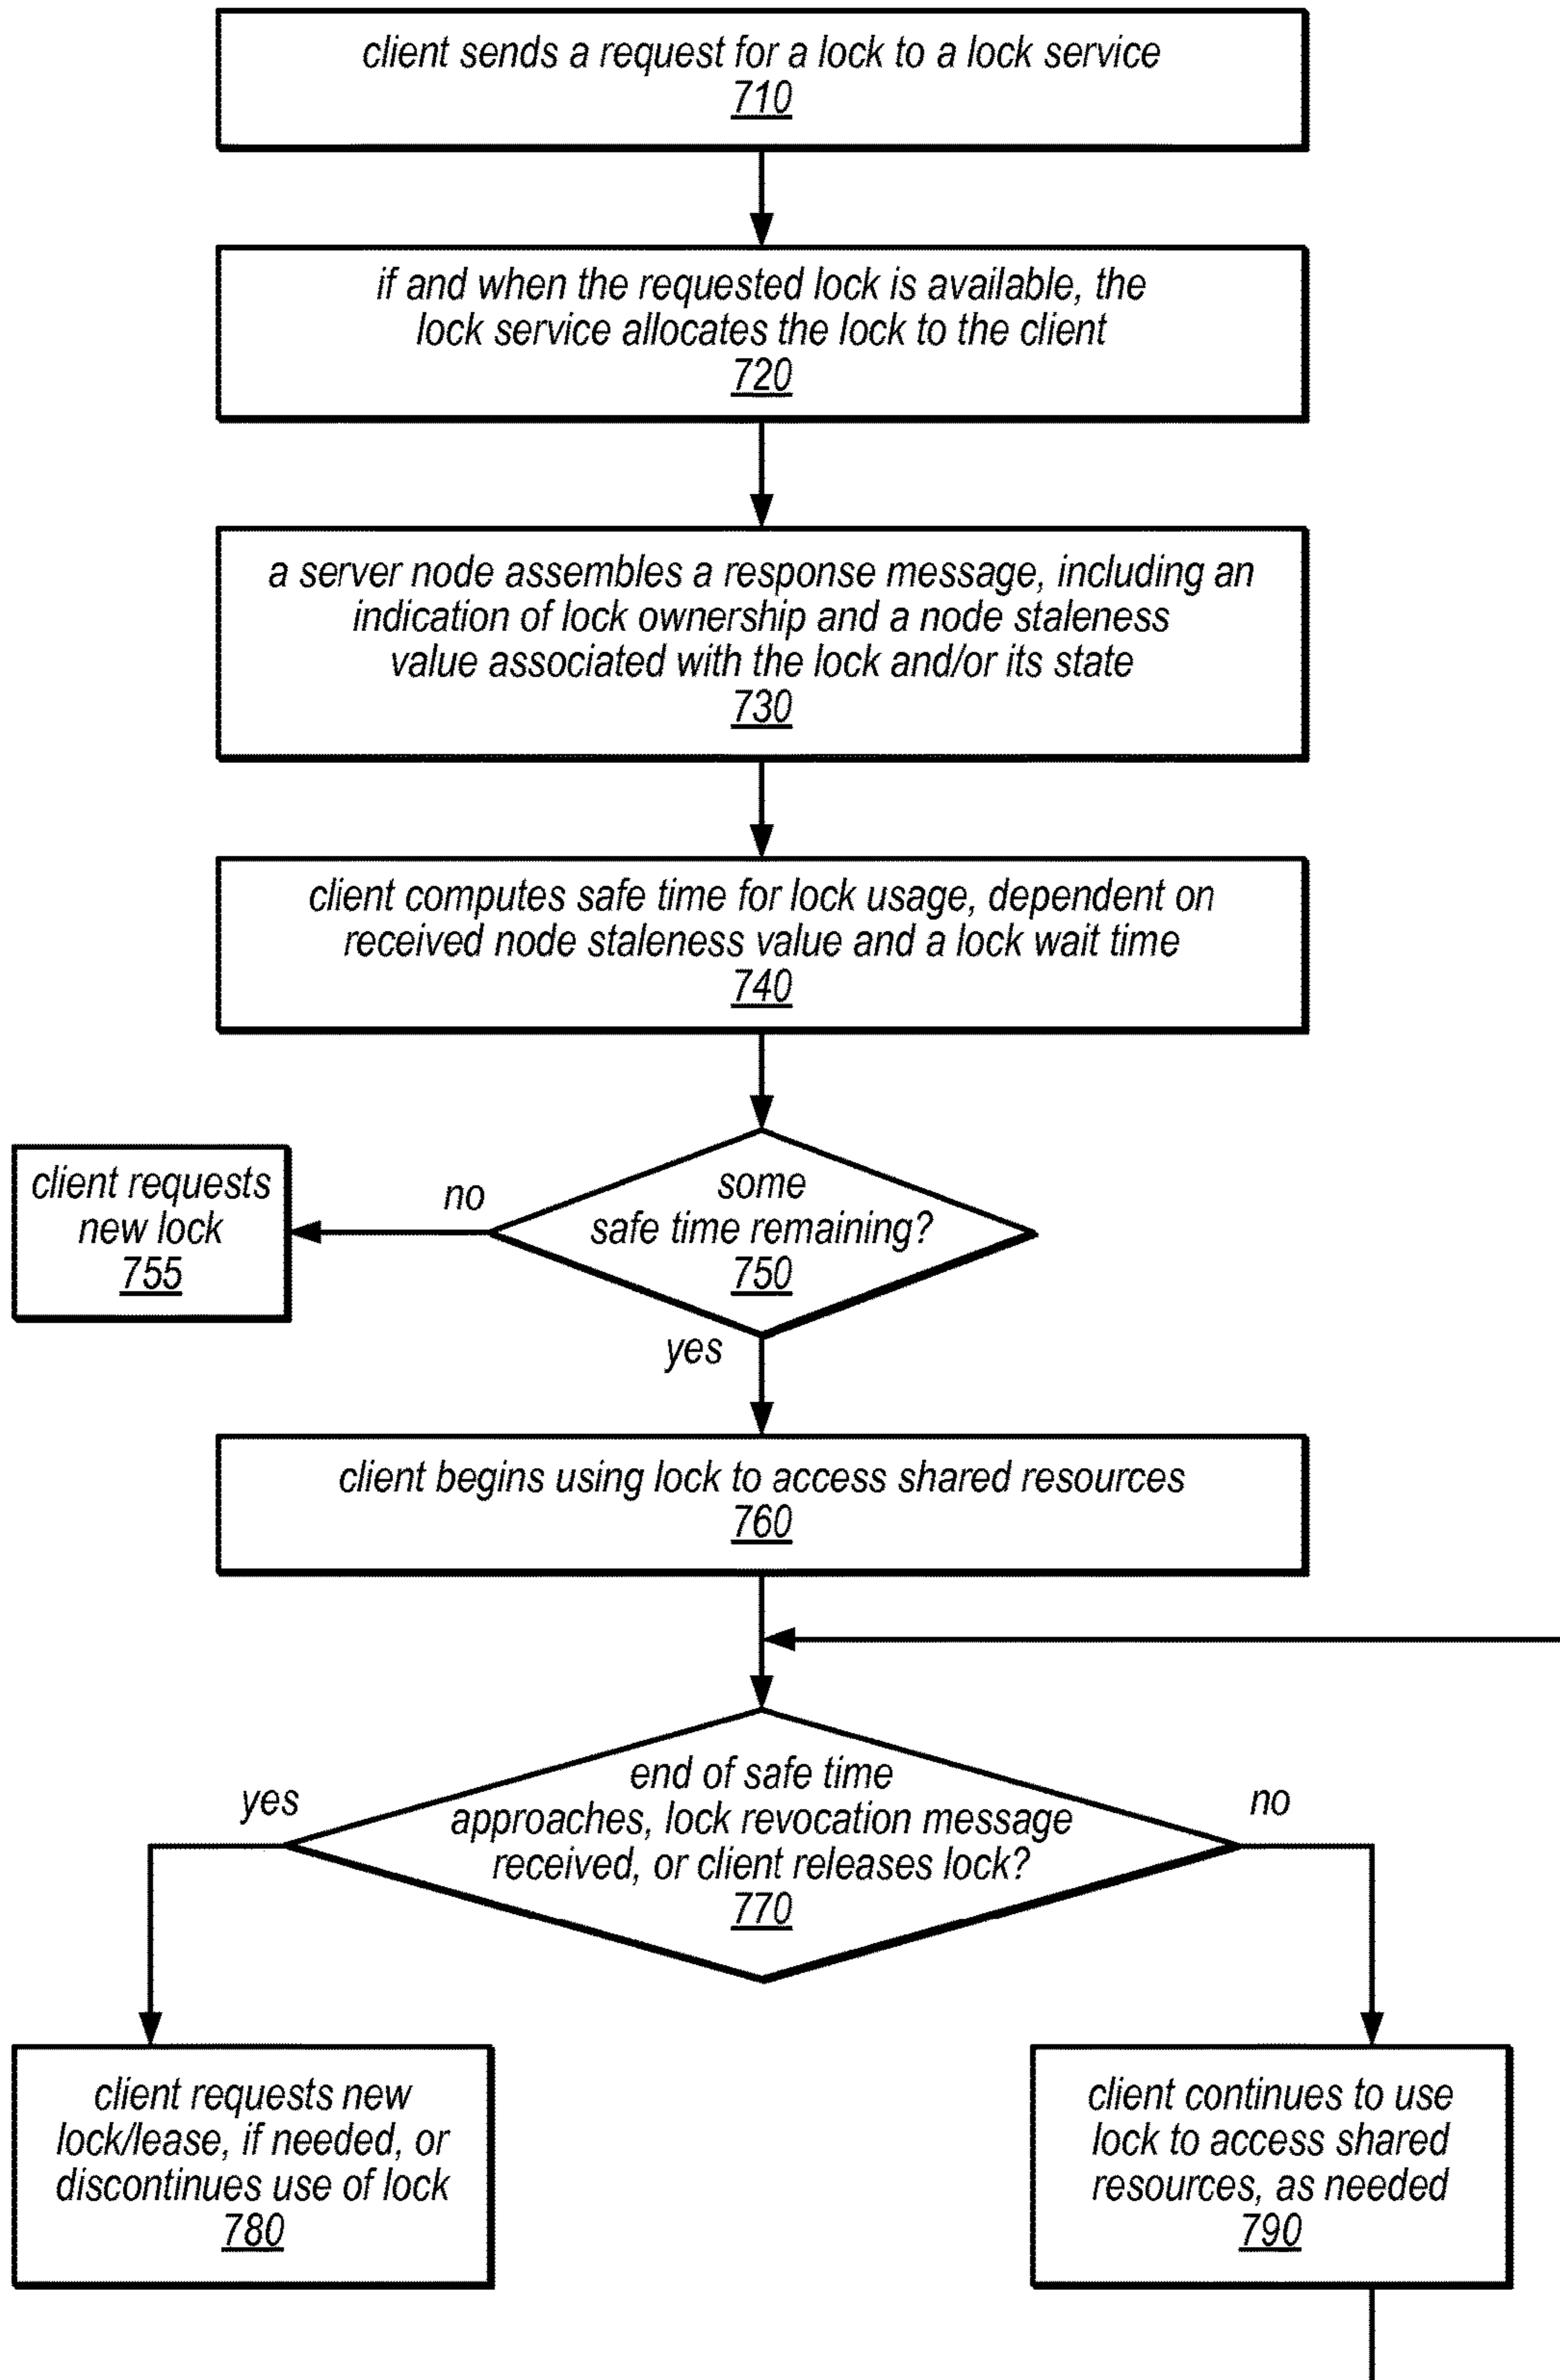 client sends a request for a lock to a lock service
710
if and when the requested lock is available, the
lock service allocates the lock to the client
720
a server node assembles a response message, including an
indication of lock ownership and a node staleness
value associated with the lock and/or its state
730
client computes safe time for lock usage, dependent on
received node staleness value and a lock wait time
740
client requests
new lock
755
no
some
safe time remaining?
750
yes
client begins using lock to access shared resources
760
yes
end of safe time
approaches, lock revocation message
received, or client releases lock?
770
no
client requests new
lock/lease, if needed, or
discontinues use of lock
780
client continues to use
lock to access shared
resources, as needed
790